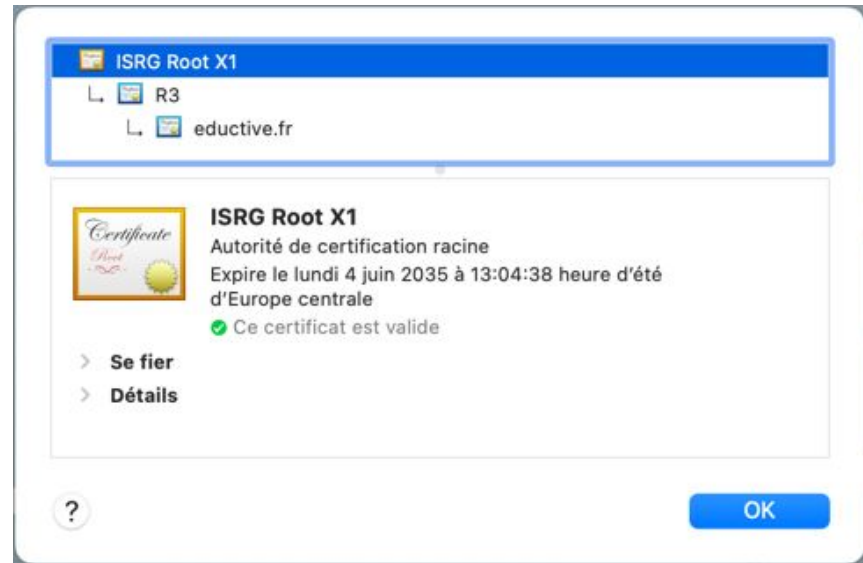 ISRG Root X1
R3
eductive.fr
Certificate
Root
ISRG Root X1
Autorité de certification racine
Expire le lundi 4 juin 2035 à 13:04:38 heure d’été
d’Europe centrale
Ce certificat est valide
Se fier
Détails
?
OK